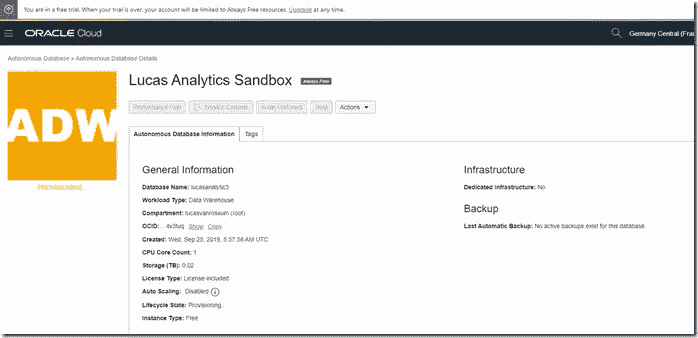 You are in a free trial. When your trial is over, your account will be limited to Always Free resources. Upgrade at any time.
ORACLE Cloud
Germany Central (Fran
Autonomous Database » Autonomous Database Details
ADW
PROVISIONING...
Lucas Analytics Sandbox
Always Free
Performance Hub
Service Console
Scale Up/Down
Stop
Actions
Autonomous Database Information
Tags
General Information
Database Name: lucasanalytic3
Workload Type: Data Warehouse
Compartment: lucasvanrossum (root)
OCID: Show Copy
Created: Wed, Sep 25, 2019, 5:57:58 AM UTC
CPU Core Count: 1
Storage (TB): 0.02
License Type: License included
Auto Scaling: Disabled
Lifecycle State: Provisioning...
Instance Type: Free
Infrastructure
Dedicated Infrastructure: No
Backup
Last Automatic Backup: No active backups exist for this database.